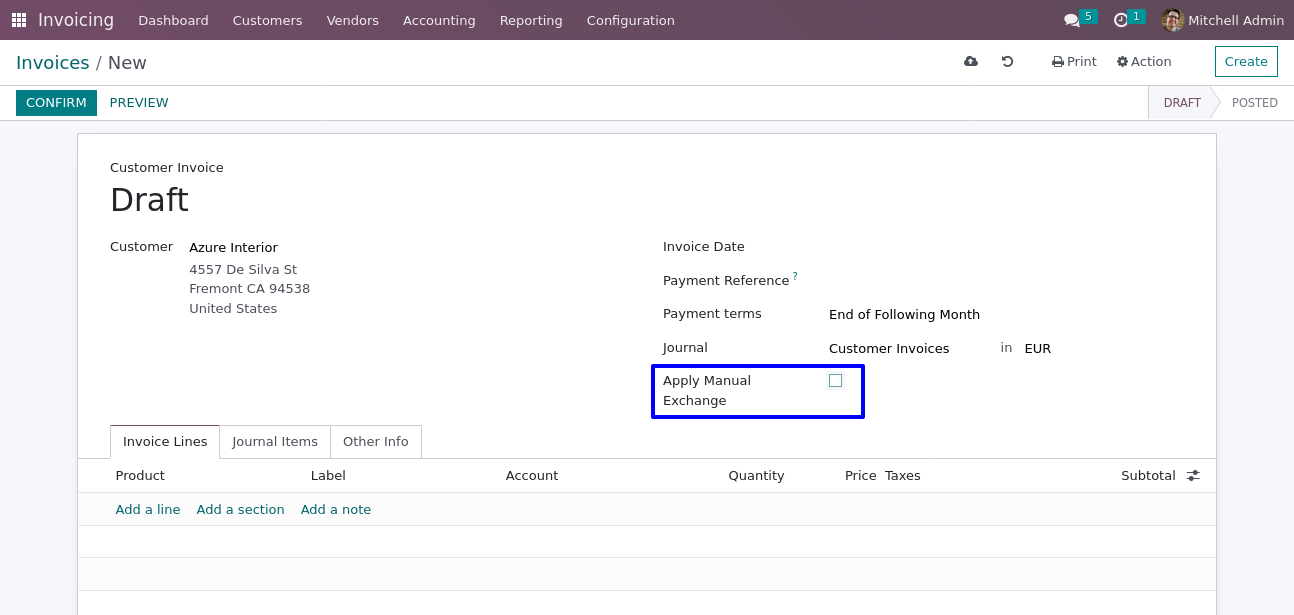 Invoicing Dashboard Customers Vendors Accounting Reporting Configuration 5 1 Mitchell Admin
Invoices / New Print Action Create
CONFIRM PREVIEW DRAFT POSTED
Customer Invoice
Draft
Customer Azure Interior
4557 De Silva St
Fremont CA 94538
United States
Invoice Date
Payment Reference ?
Payment terms End of Following Month
Journal Customer Invoices in EUR
Apply Manual
Exchange
Invoice Lines Journal Items Other Info
Product Label Account Quantity Price Taxes Subtotal
Add a line Add a section Add a note